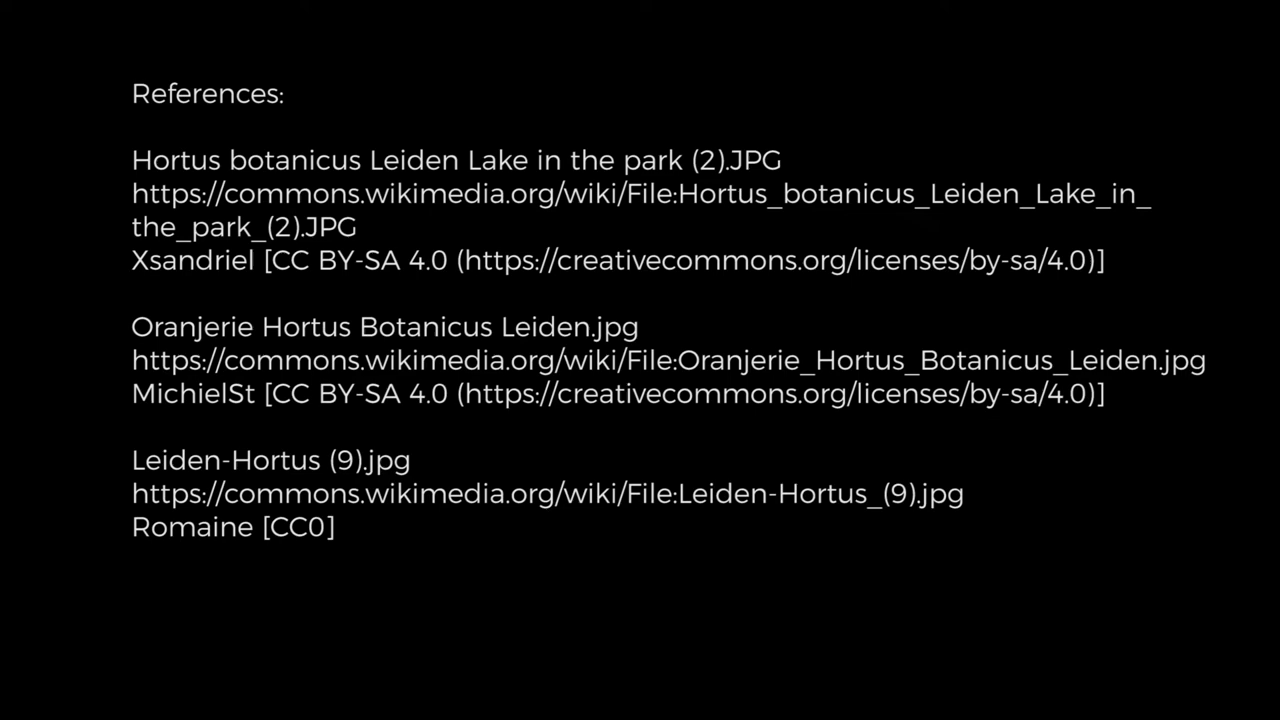 References:
Hortus botanicus Leiden Lake in the park (2).JPG
https://commons.wikimedia.org/wiki/File:Hortus_botanicus_Leiden_Lake_in_
the_park_(2).JPG
Xsandriel [CC BY-SA 4.0 (https://creativecommons.org/licenses/by-sa/4.0)]
Oranjerie Hortus Botanicus Leiden.jpg
https://commons.wikimedia.org/wiki/File:Oranjerie_Hortus_Botanicus_Leiden.jpg
MichielSt [CC BY-SA 4.0 (https://creativecommons.org/licenses/by-sa/4.0)]
Leiden-Hortus (9).jpg
https://commons.wikimedia.org/wiki/File:Leiden-Hortus_(9).jpg
Romaine [CC0]